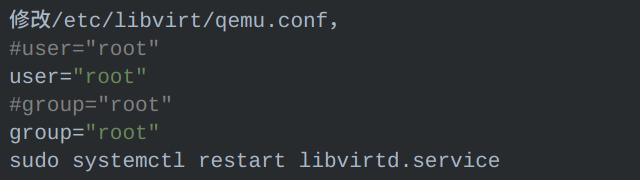 修改/etc/libvirt/qemu.conf，
#user="root"
user="root"
#group="root"
group="root"
sudo systemctl restart libvirtd.service